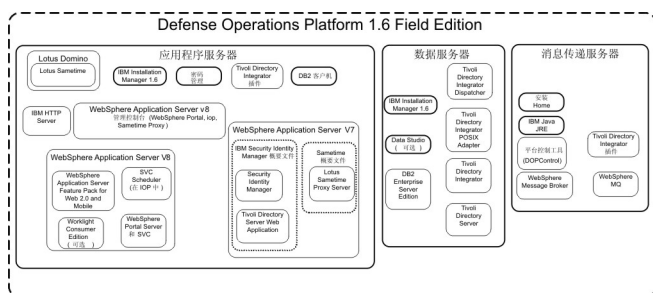 Defense Operations Platform 1.6 Field Edition
应用程序服务器
Lotus Domino
Lotus Sametime
IBM Installation
Manager 1.6
密码
管理
Tivoli Directory
Integrator
插件
DB2 客户机
IBM HTTP
Server
WebSphere Application Server v8
管理控制台 (WebSphere Portal, iop,
Sametime Proxy)
WebSphere Application Server V8
WebSphere
Application Server
Feature Pack for
Web 2.0 and
Mobile
SVC
Scheduler
(在 IOP 中)
Worklight
Consumer
Edition
(可选)
WebSphere
Portal Server
和 SVC
WebSphere Application Server V7
IBM Security Identity
Manager 概要文件
Security
Identity
Manager
Tivoli Directory
Server Web
Application
Sametime
概要文件
Lotus
Sametime
Proxy Server
数据服务器
IBM Installation
Manager 1.6
Data Studio
(可选)
DB2
Enterprise
Server
Edition
Tivoli
Directory
Integrator
Dispatcher
Tivoli
Directory
Integrator
POSIX
Adapter
Tivoli
Directory
Integrator
Tivoli
Directory
Server
消息传递服务器
安装
Home
IBM Java
JRE
平台控制工具
(DOPControl)
WebSphere
Message Broker
Tivoli Directory
Integrator
插件
WebSphere
MQ